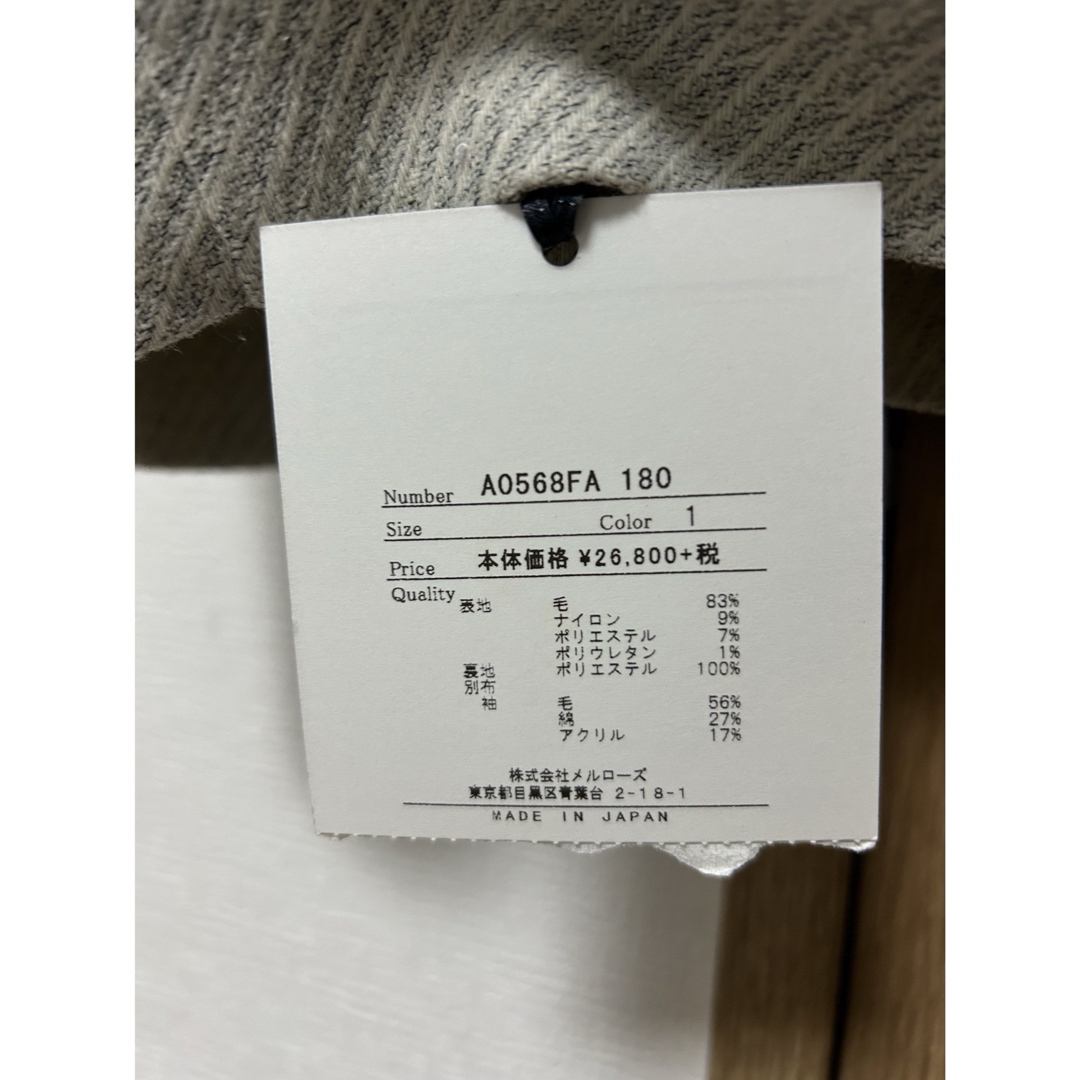 Number A0568FA 180
Size Color 1
Price 本体価格 ¥26,800+税
Quality 表地 毛 83%
ナイロン 9%
ポリエステル 7%
ポリウレタン 1%
裏地 ポリエステル 100%
別布
袖 毛 56%
綿 27%
アクリル 17%
株式会社メルローズ
東京都目黒区青葉台 2-18-1
MADE IN JAPAN